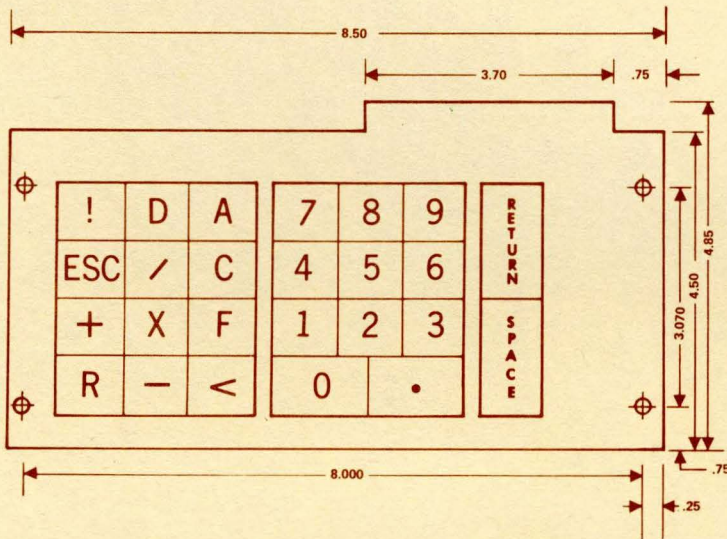 8.50
3.70
.75
! D A
7 8 9
RETURN
ESC / C
4 5 6
+ X F
1 2 3
SPACE
R − <
0 .
3.070
4.50
4.85
8.000
.75
.25